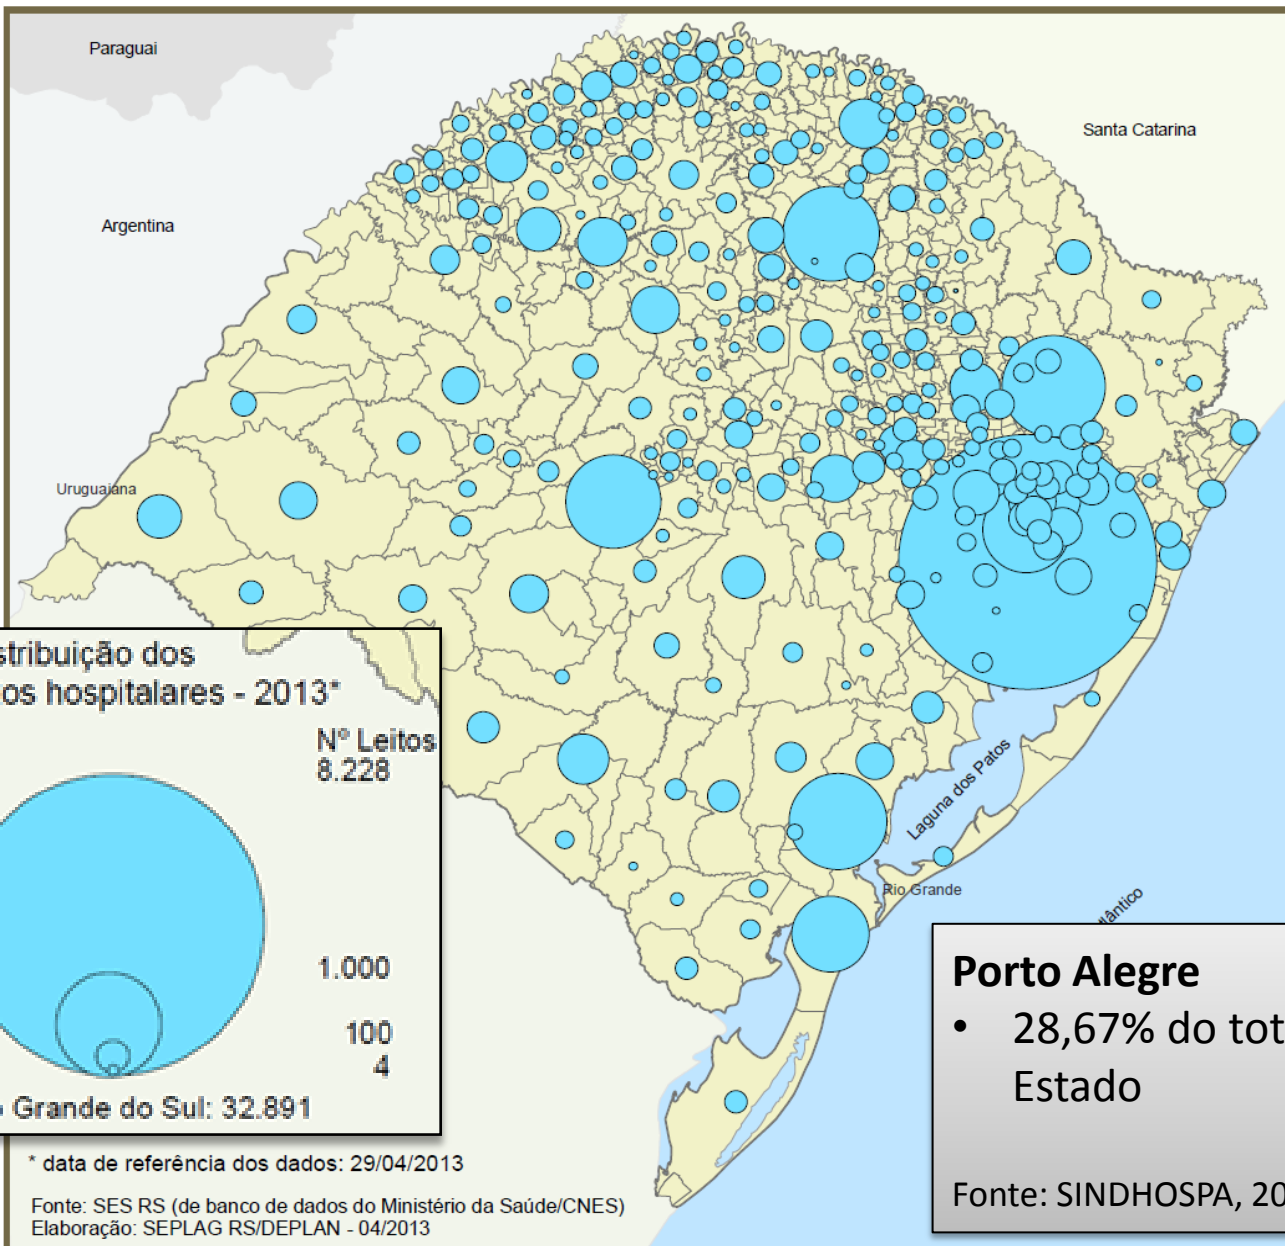 Paraguai
Santa Catarina
Argentina
Uruguaiana
Laguna dos Patos
Rio Grande
stribuição dos
os hospitalares - 2013*
Nº Leitos
8.228
1.000
100
4
Grande do Sul: 32.891
Porto Alegre
• 28,67% do tot
Estado
Fonte: SINDHOSPA, 20
* data de referência dos dados: 29/04/2013
Fonte: SES RS (de banco de dados do Ministério da Saúde/CNES)
Elaboração: SEPLAG RS/DEPLAN - 04/2013